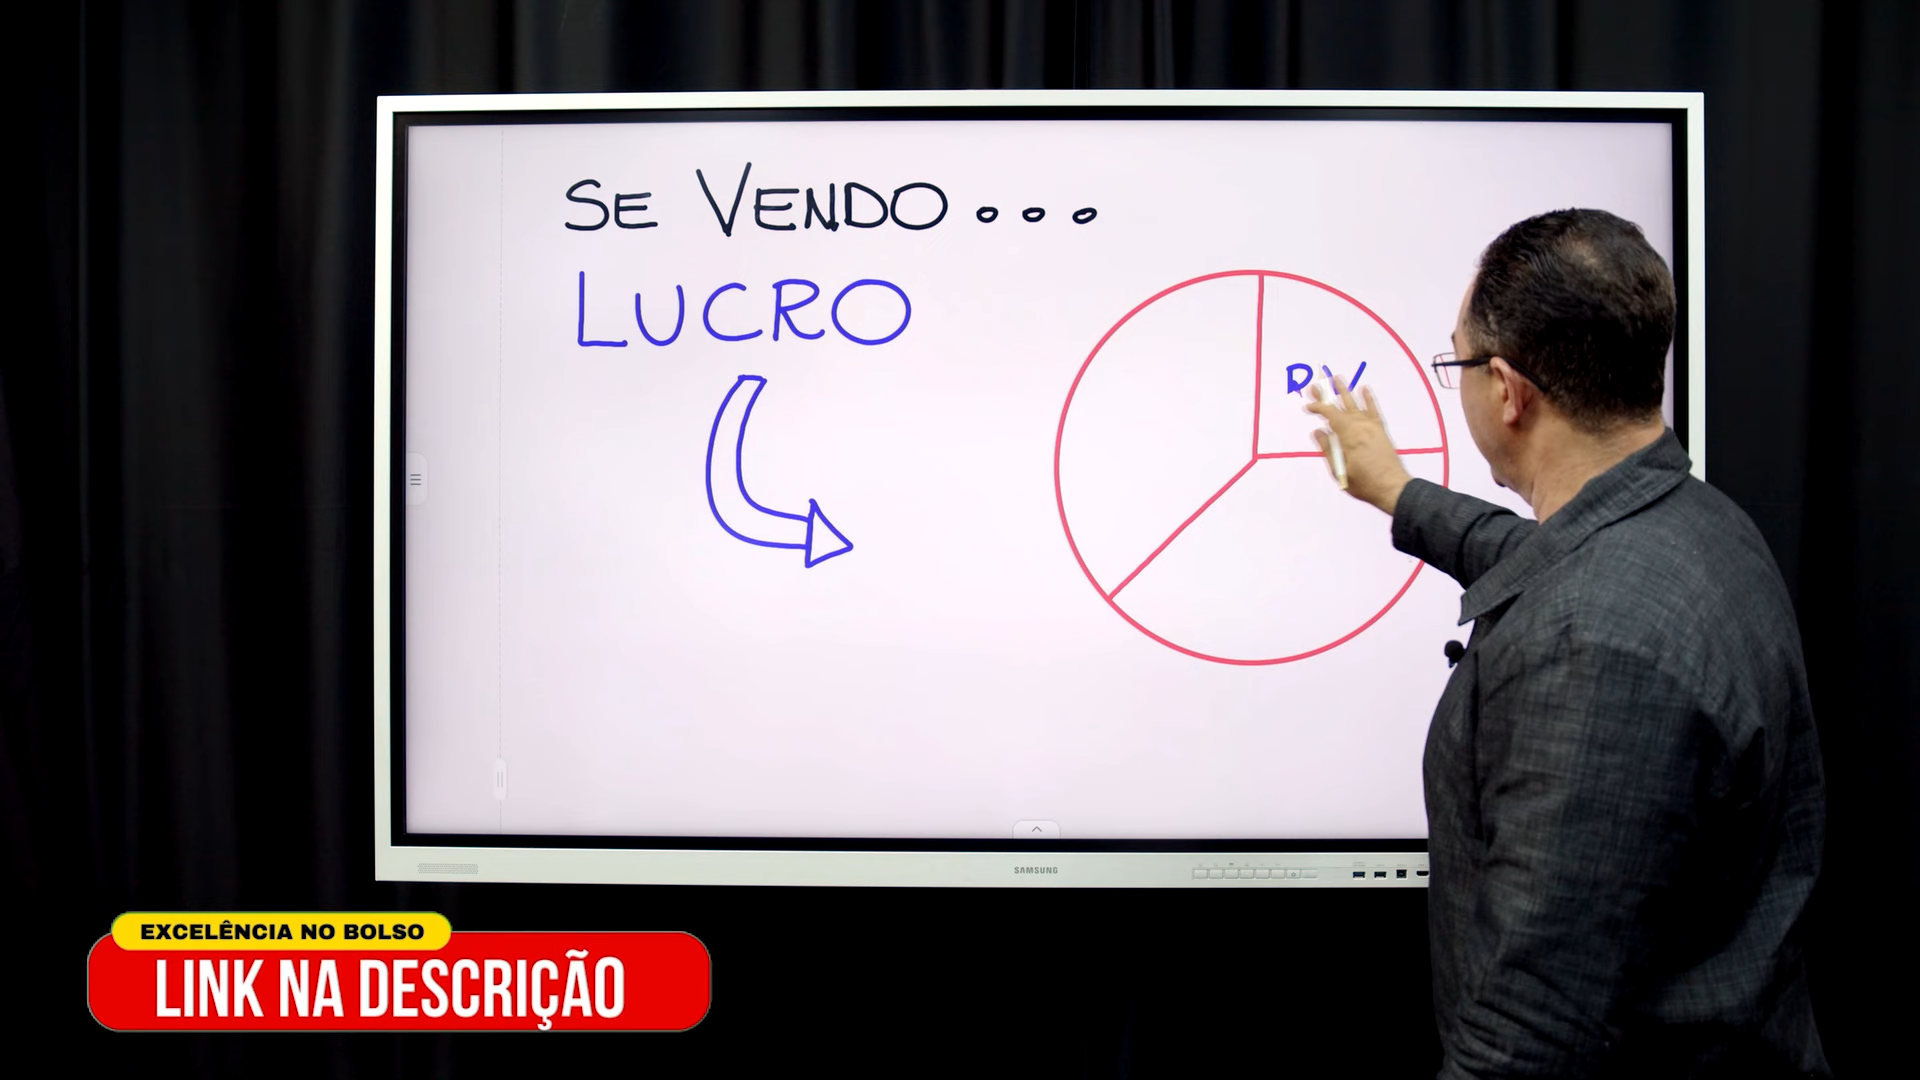 SE VENDO...
LUCRO
SAMSUNG
EXCELÊNCIA NO BOLSO
LINK NA DESCRIÇÃO